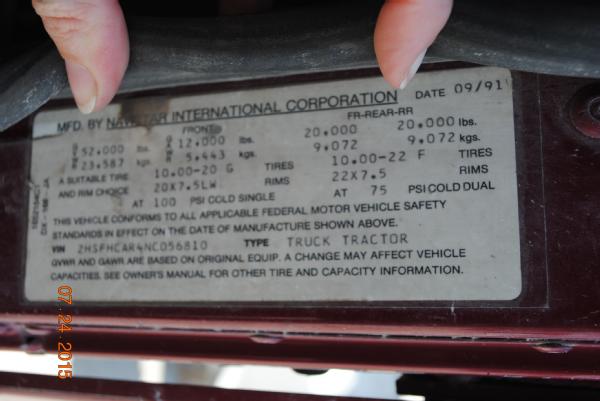 MFD. BY NAVISTAR INTERNATIONAL CORPORATION DATE 09/91
FRONT FR-REAR-RR
GVWR 52,000 lbs. GAWR 12,000 lbs. 20,000 20,000 lbs.
23,587 kgs. 5,443 kgs. 9,072 9,072 kgs.
A SUITABLE TIRE 10.00-20 G TIRES 10.00-22 F TIRES
AND RIM CHOICE 20X7.5LW RIMS 22X7.5 RIMS
AT 100 PSI COLD SINGLE AT 75 PSI COLD DUAL
THIS VEHICLE CONFORMS TO ALL APPLICABLE FEDERAL MOTOR VEHICLE SAFETY
STANDARDS IN EFFECT ON THE DATE OF MANUFACTURE SHOWN ABOVE.
VIN 2HSFHCAR4NC056810 TYPE TRUCK TRACTOR
GVWR AND GAWR ARE BASED ON ORIGINAL EQUIP. A CHANGE MAY AFFECT VEHICLE
CAPACITIES. SEE OWNER'S MANUAL FOR OTHER TIRE AND CAPACITY INFORMATION.
07 24 2015